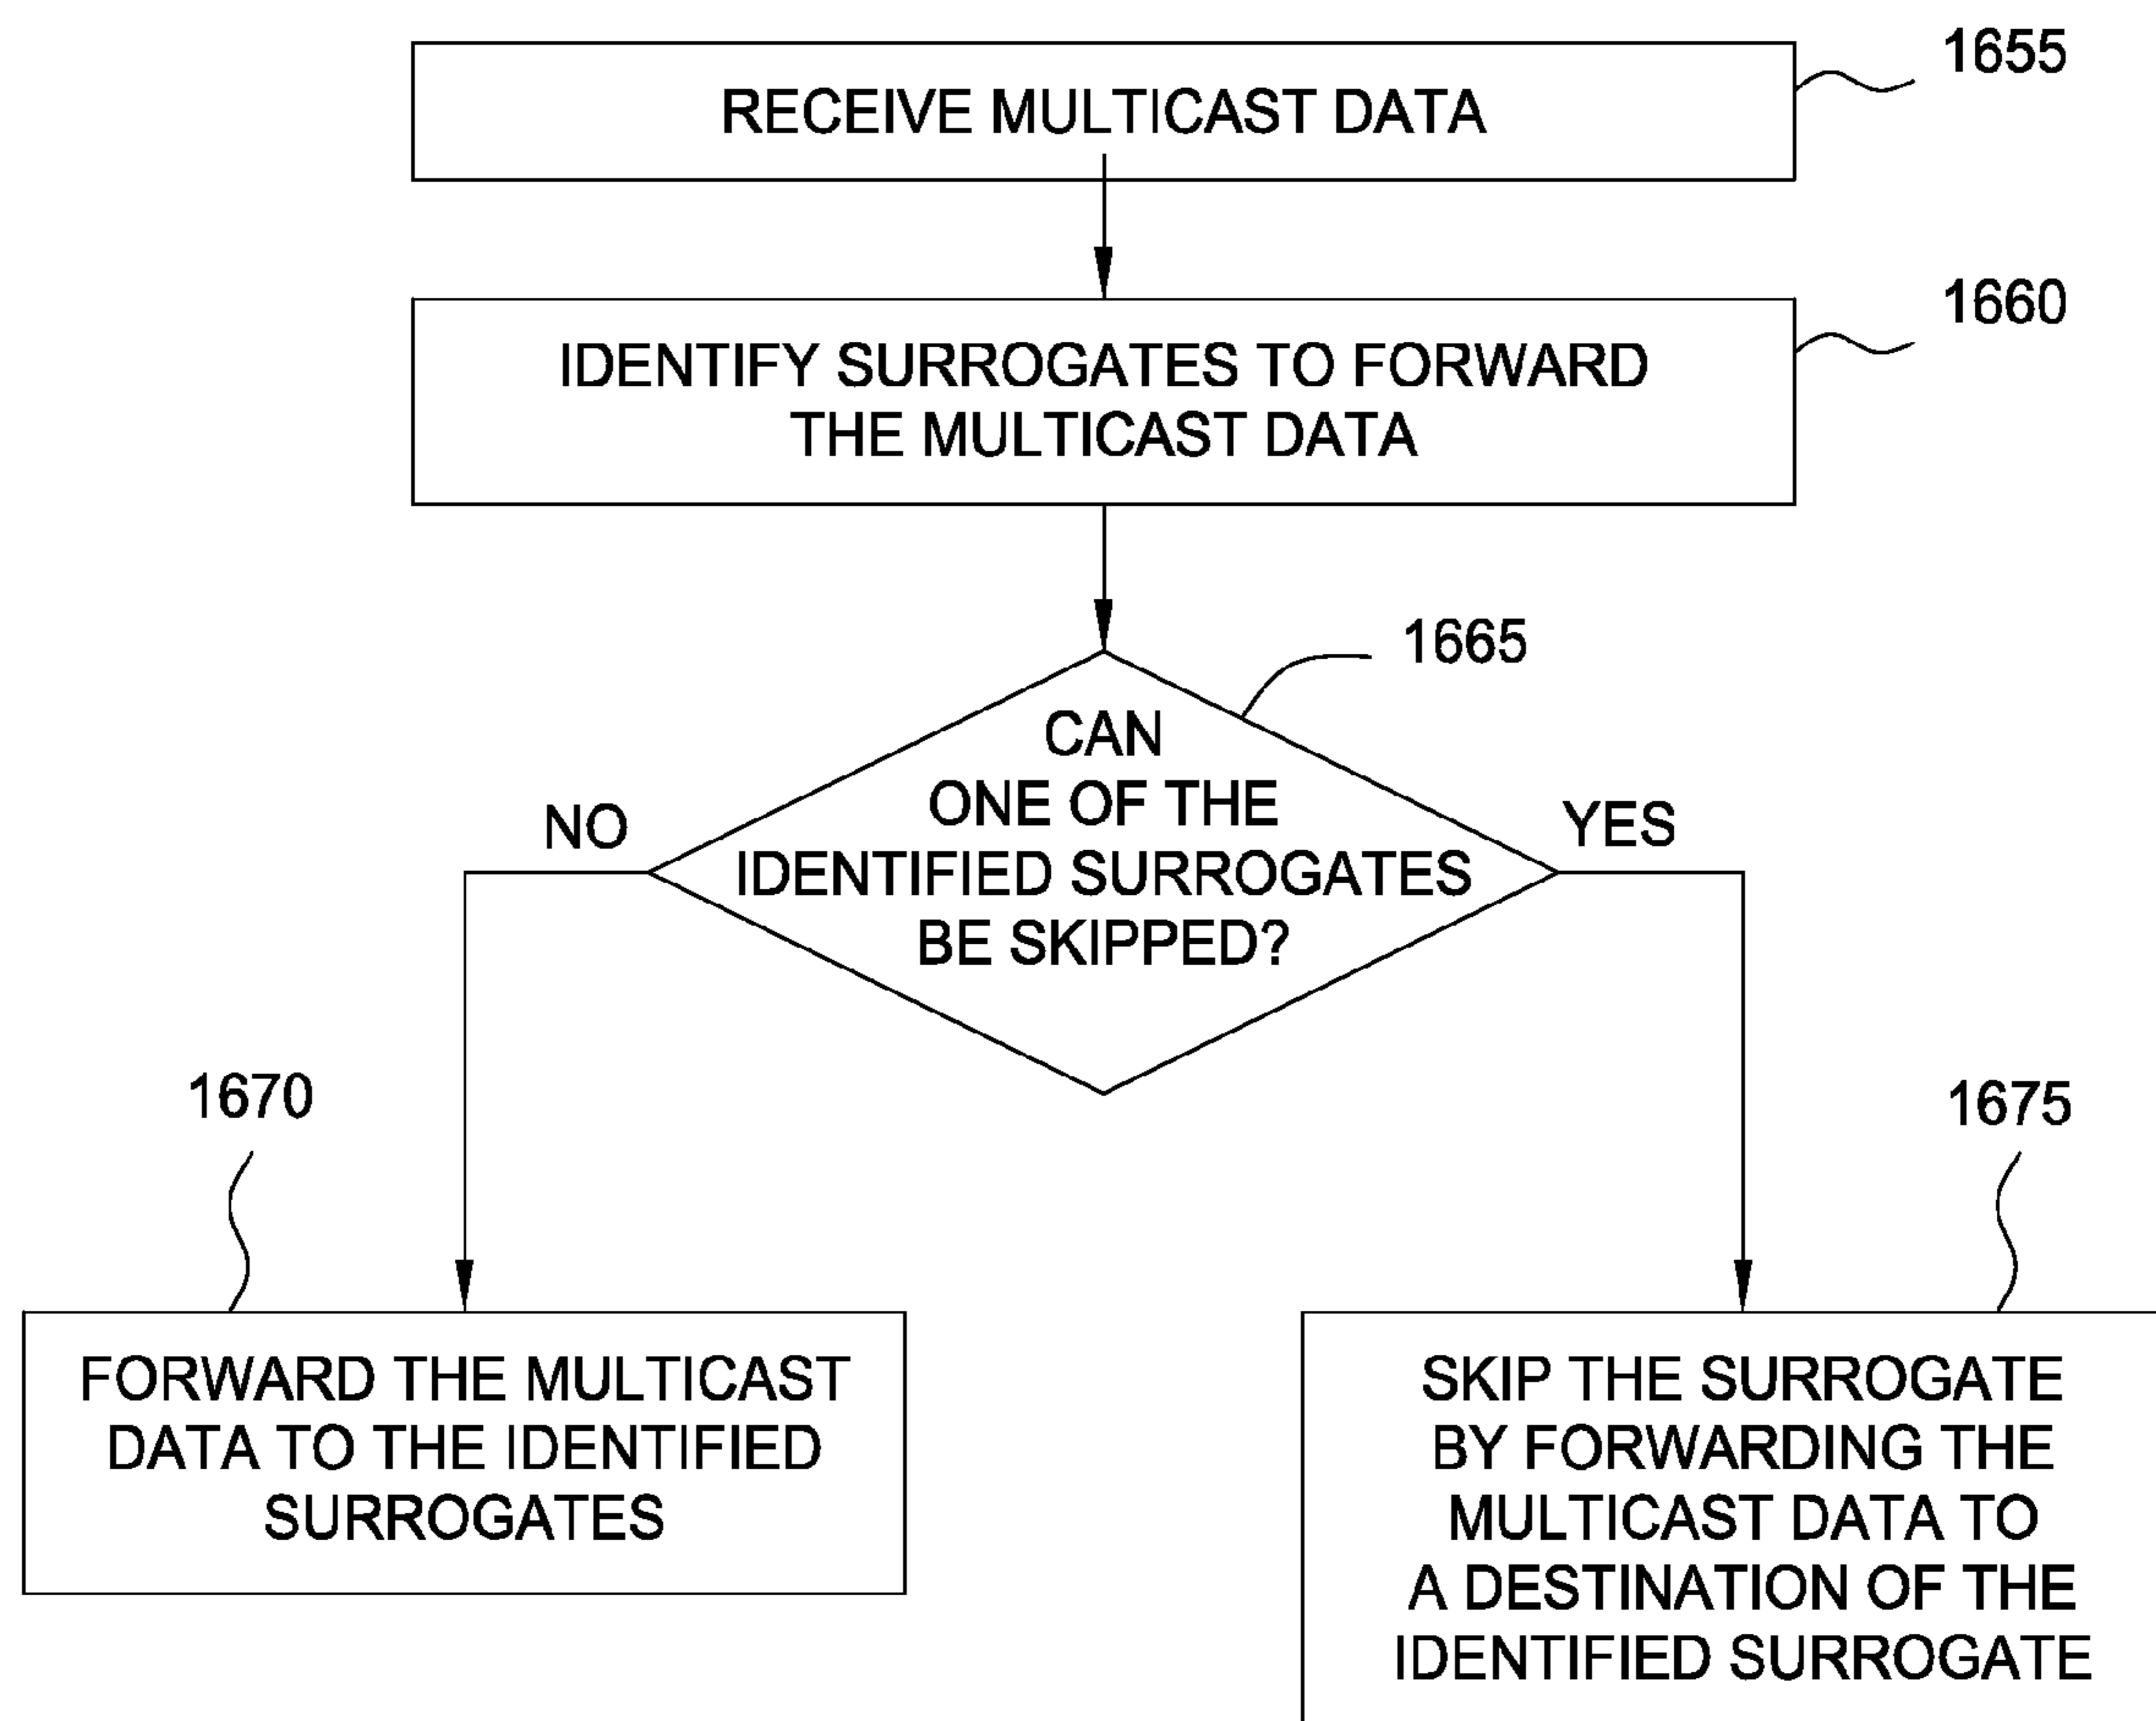 1655
RECEIVE MULTICAST DATA
1660
IDENTIFY SURROGATES TO FORWARD
THE MULTICAST DATA
1665
CAN
ONE OF THE
IDENTIFIED SURROGATES
BE SKIPPED?
NO
YES
1670
FORWARD THE MULTICAST
DATA TO THE IDENTIFIED
SURROGATES
1675
SKIP THE SURROGATE
BY FORWARDING THE
MULTICAST DATA TO
A DESTINATION OF THE
IDENTIFIED SURROGATE